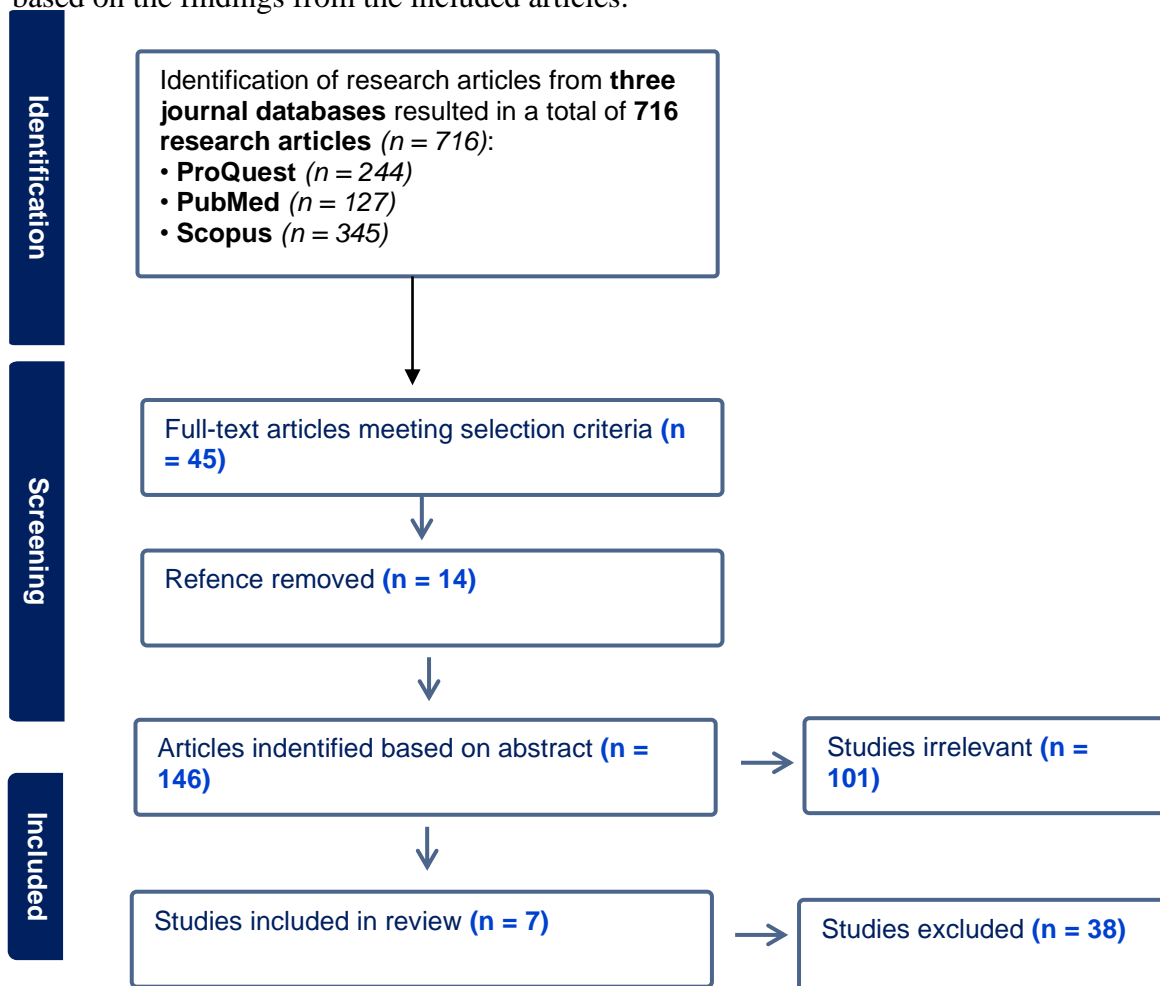 based on the findings from the included articles.
Identification
Identification of research articles from three
journal databases resulted in a total of 716
research articles (n = 716):
• ProQuest (n = 244)
• PubMed (n = 127)
• Scopus (n = 345)
Screening
Full-text articles meeting selection criteria (n
= 45)
Refence removed (n = 14)
Articles indentified based on abstract (n =
146)
Studies irrelevant (n =
101)
Included
Studies included in review (n = 7)
Studies excluded (n = 38)